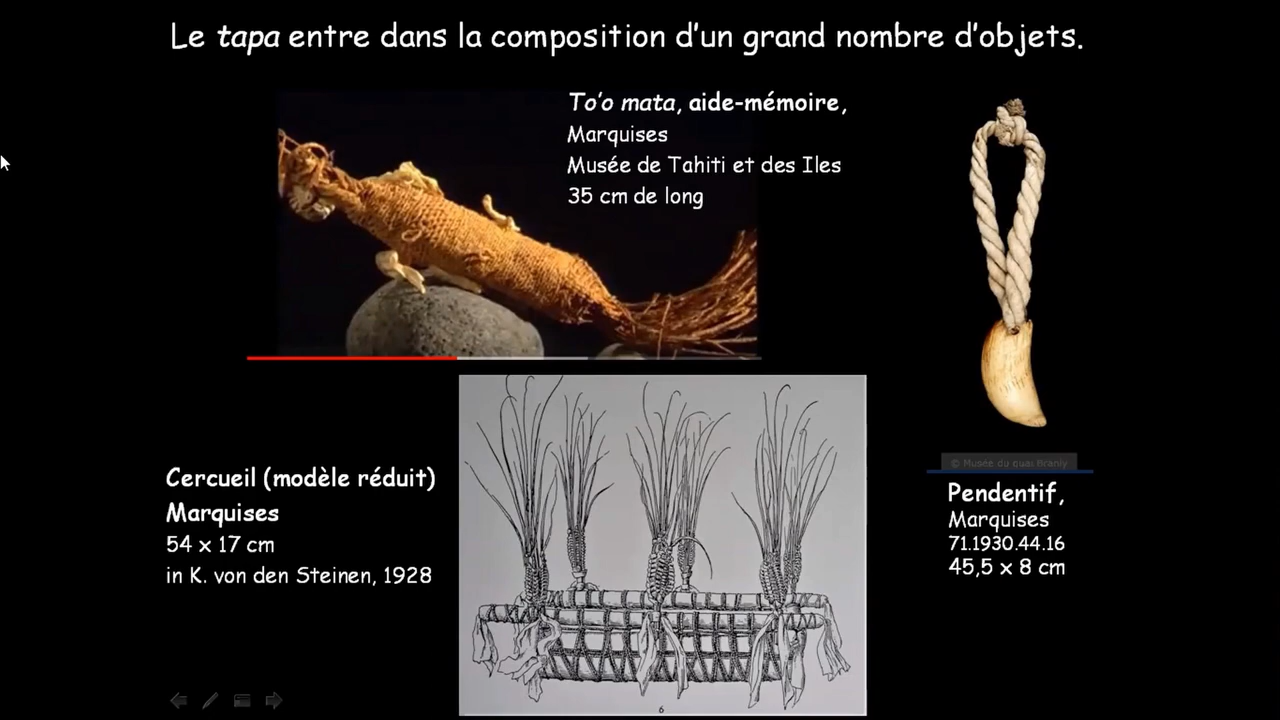 Le tapa entre dans la composition d'un grand nombre d'objets.
To'o mata, aide-mémoire,
Marquises
Musée de Tahiti et des Iles
35 cm de long
Cercueil (modèle réduit)
Marquises
54 x 17 cm
in K. von den Steinen, 1928
6
© Musée du quai Branly
Pendentif,
Marquises
71.1930.44.16
45,5 x 8 cm